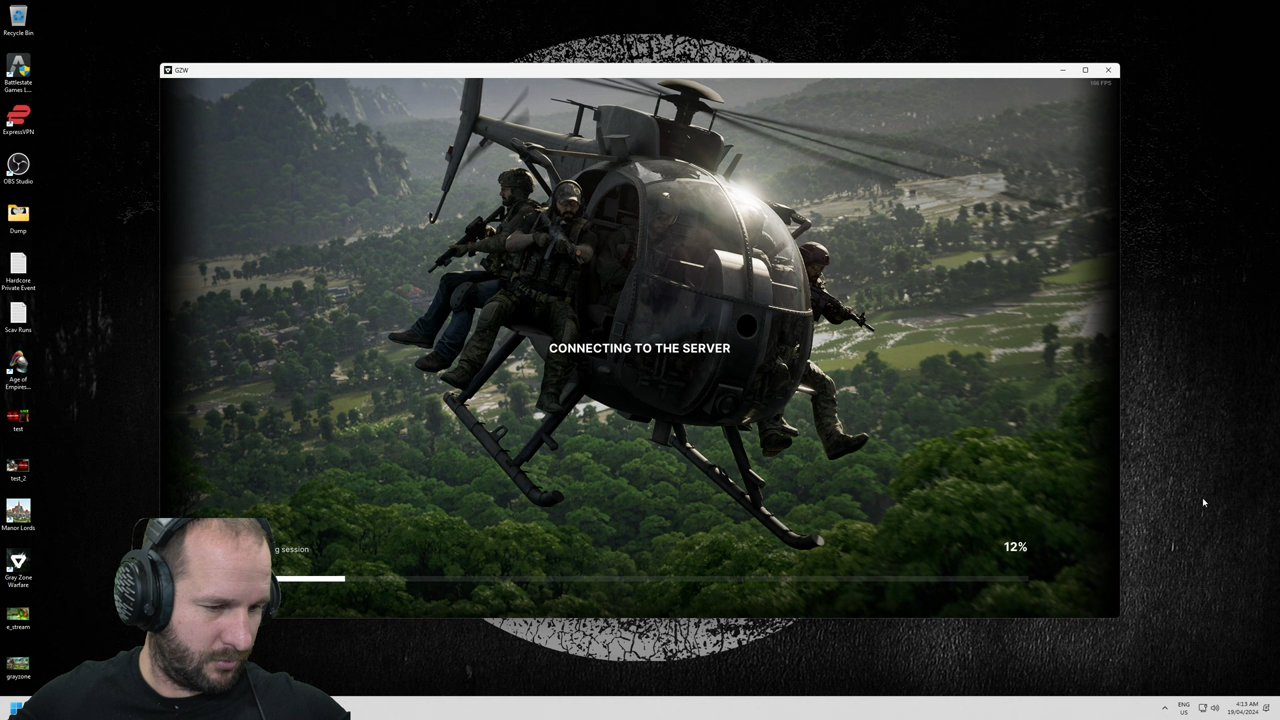 Recycle Bin
Battlestate
Games L...
ExpressVPN
OBS Studio
Dump
Hardcore
Private Event
Scav Runs
Age of
Empires...
test
test_2
Manor Lords
Gray Zone
Warfare
e_stream
grayzone
GZW
166 FPS
CONNECTING TO THE SERVER
g session
12%
ENG
US
4:13 AM
19/04/2024